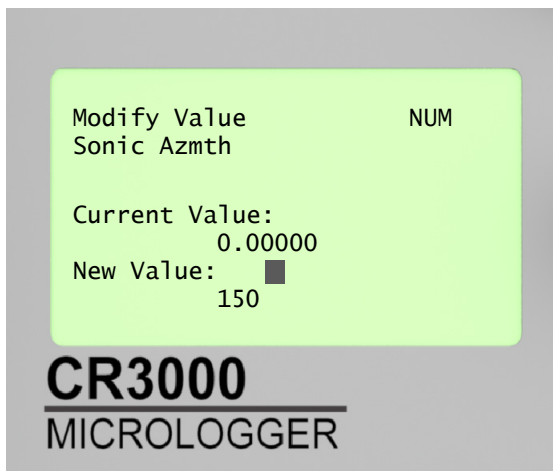 Modify Value NUM
Sonic Azmth
Current Value:
0.00000
New Value:
150
CR3000
MICROLOGGER